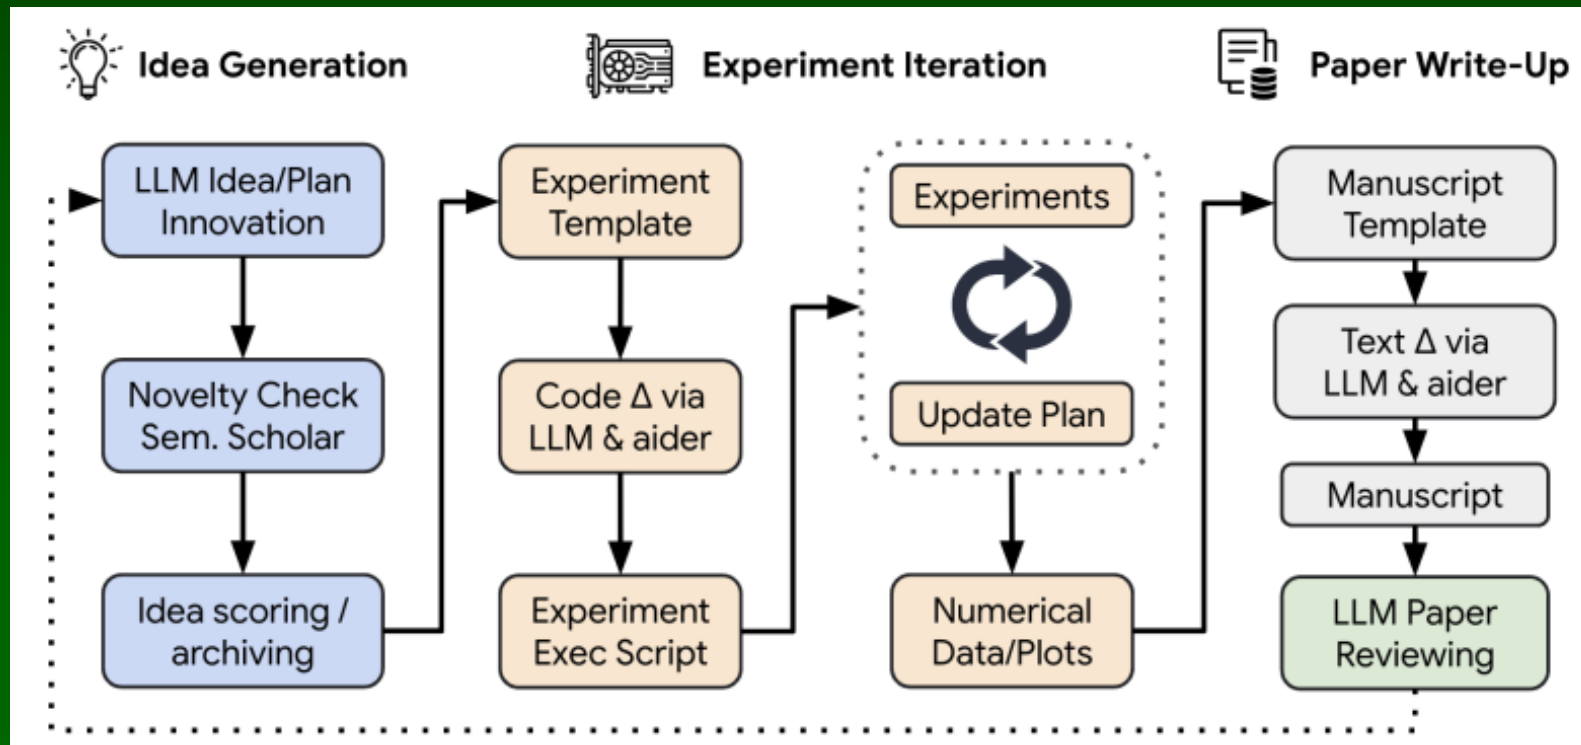 Idea Generation
Experiment Iteration
Paper Write-Up
LLM Idea/Plan
Innovation
Novelty Check
Sem. Scholar
Idea scoring /
archiving
Experiment
Template
Code Δ via
LLM & aider
Experiment
Exec Script
Experiments
Update Plan
Numerical
Data/Plots
Manuscript
Template
Text Δ via
LLM & aider
Manuscript
LLM Paper
Reviewing